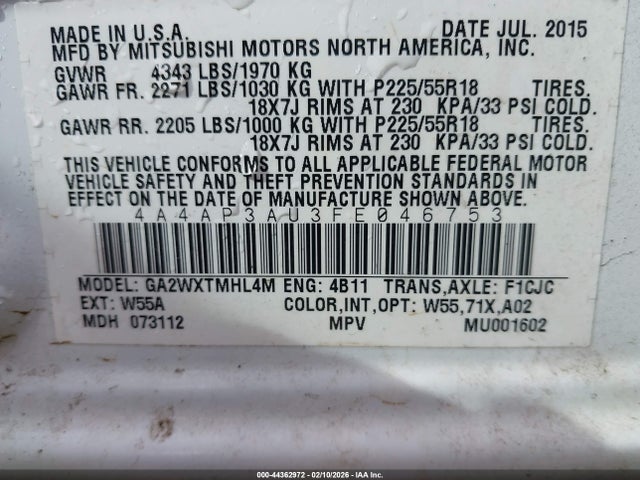 MADE IN U.S.A. DATE JUL. 2015
MFD BY MITSUBISHI MOTORS NORTH AMERICA, INC.
GVWR 4343 LBS/1970 KG
GAWR FR. 2271 LBS/1030 KG WITH P225/55R18 TIRES.
18X7J RIMS AT 230 KPA/33 PSI COLD.
GAWR RR. 2205 LBS/1000 KG WITH P225/55R18 TIRES.
18X7J RIMS AT 230 KPA/33 PSI COLD.
THIS VEHICLE CONFORMS TO ALL APPLICABLE FEDERAL MOTOR
VEHICLE SAFETY AND THEFT PREVENTION STANDARDS IN
EFFECT ON THE DATE OF MANUFACTURE SHOWN ABOVE.
4A4AP3AU3FE046753
MODEL: GA2WXTMHL4M ENG: 4B11 TRANS,AXLE: F1CJC
EXT: W55A COLOR,INT,OPT: W55,71X,A02
MDH 073112 MPV MU001602
000-44362972 - 02/10/2026 - IAA Inc.